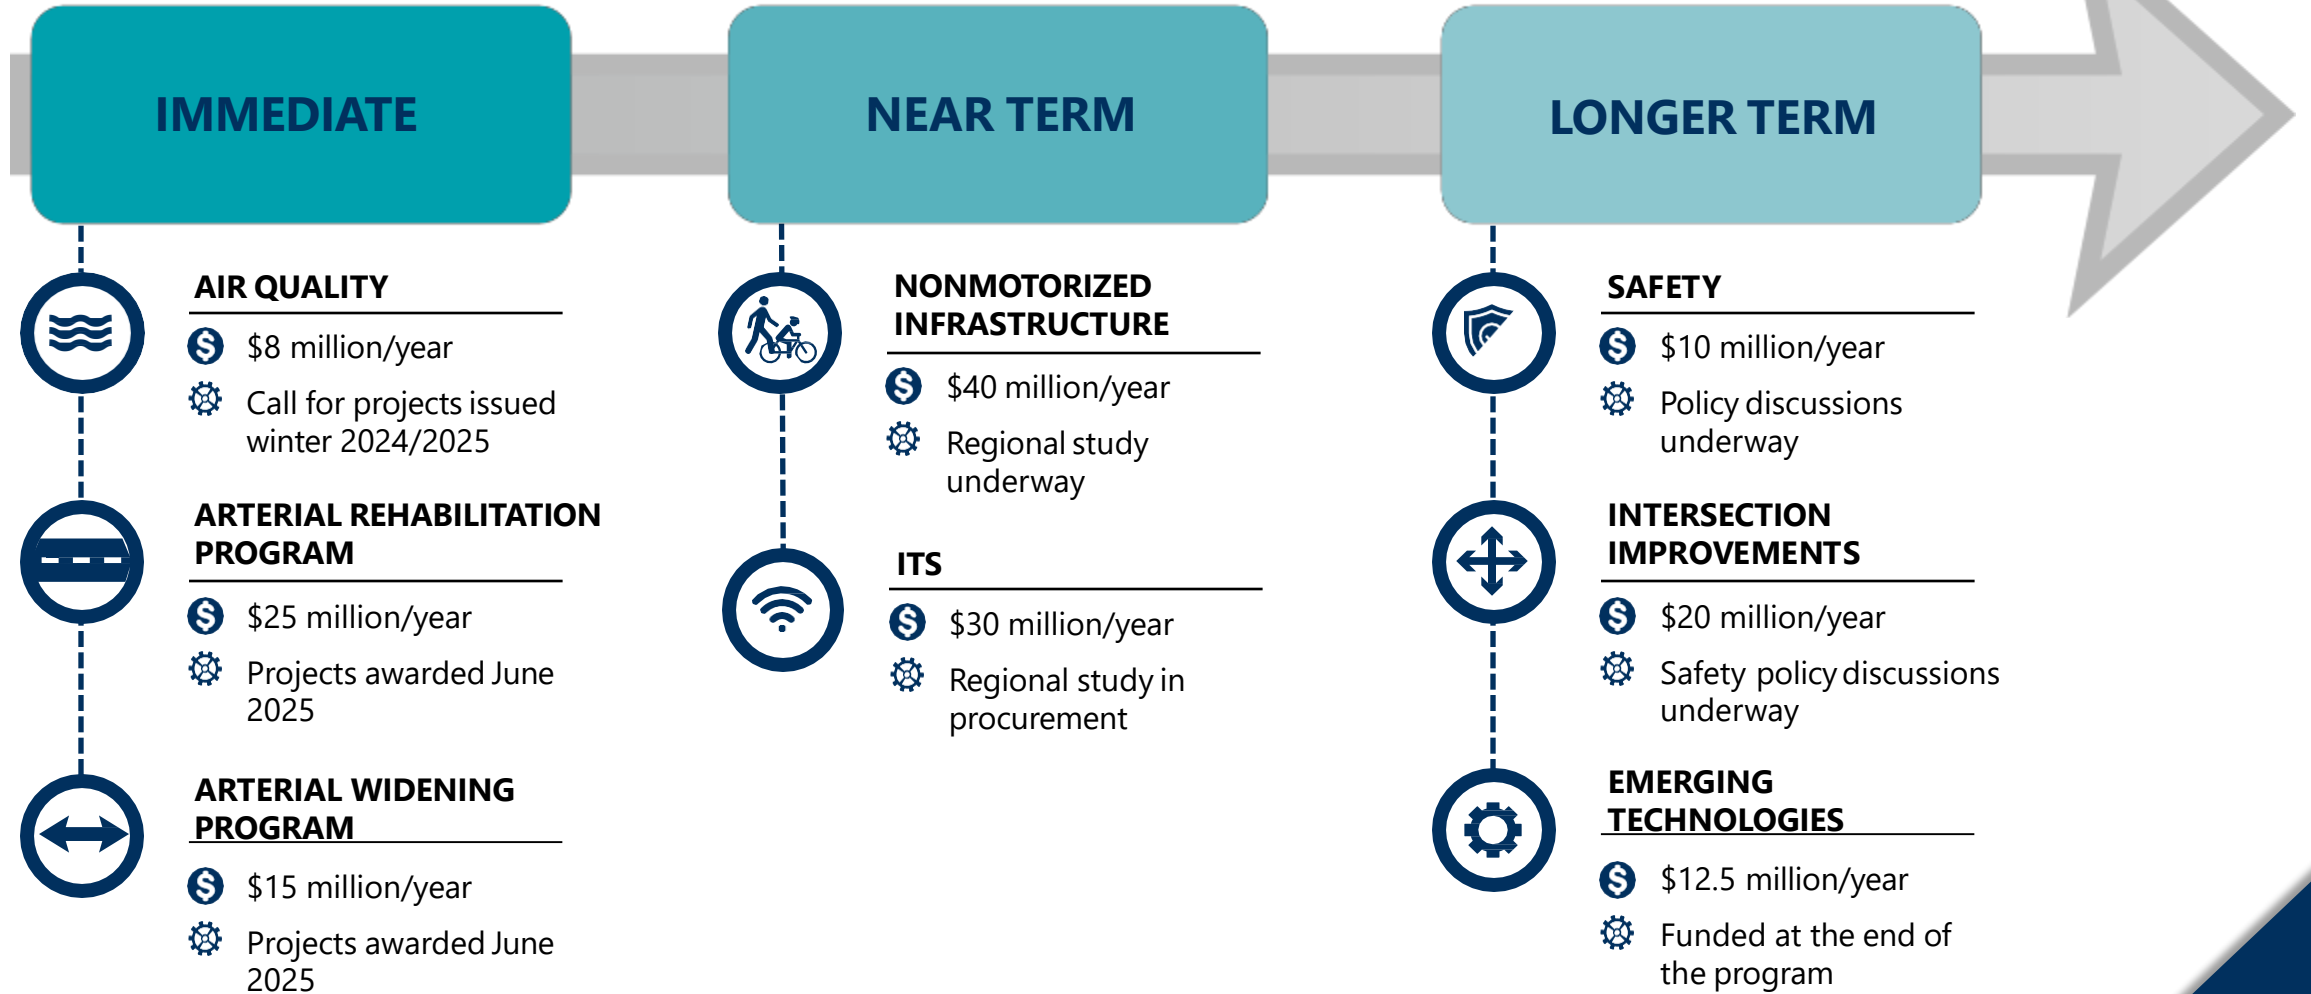 IMMEDIATE
AIR QUALITY
$8 million/year
Call for projects issued
winter 2024/2025
ARTERIAL REHABILITATION
PROGRAM
$25 million/year
Projects awarded June
2025
ARTERIAL WIDENING
PROGRAM
$15 million/year
Projects awarded June
2025
NEAR TERM
NONMOTORIZED
INFRASTRUCTURE
$40 million/year
Regional study
underway
ITS
$30 million/year
Regional study in
procurement
LONGER TERM
SAFETY
$10 million/year
Policy discussions
underway
INTERSECTION
IMPROVEMENTS
$20 million/year
Safety policy discussions
underway
EMERGING
TECHNOLOGIES
$12.5 million/year
Funded at the end of
the program